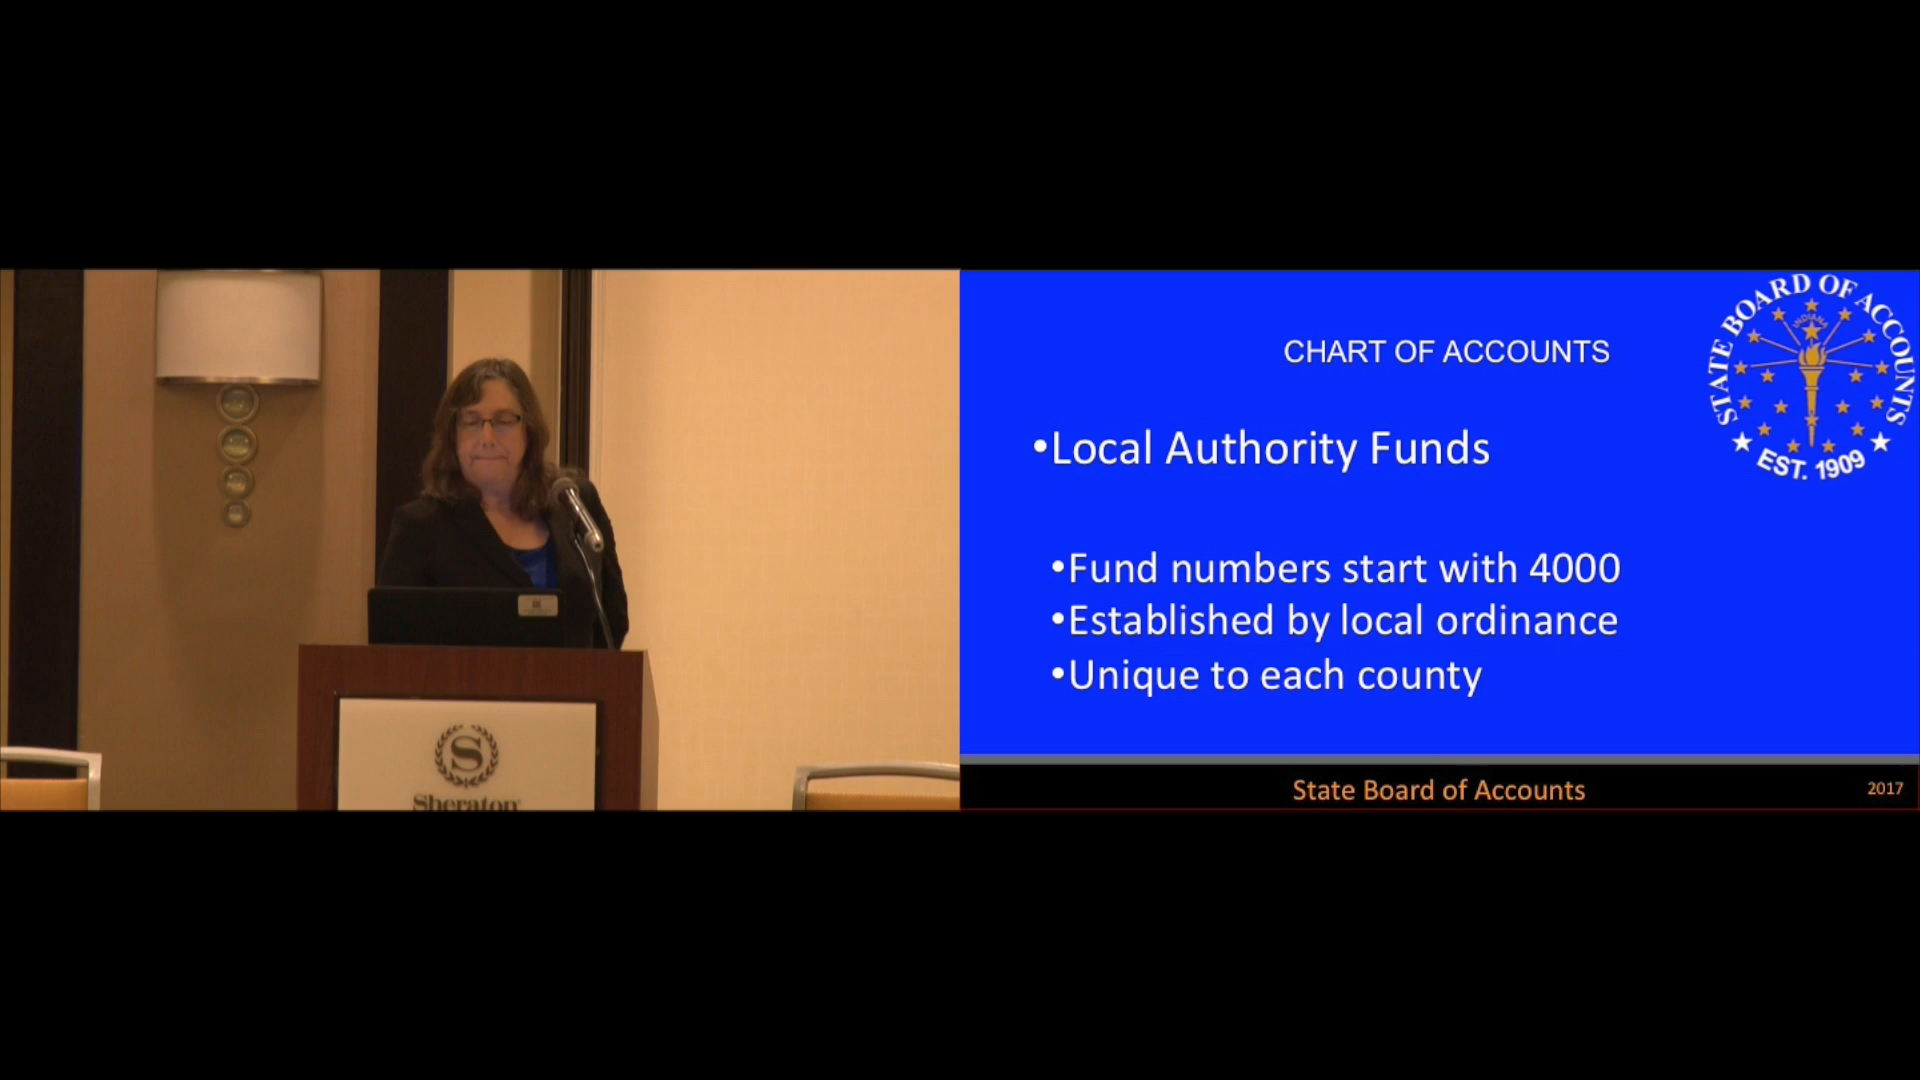 S
Sheraton
CHART OF ACCOUNTS
•Local Authority Funds
•Fund numbers start with 4000
•Established by local ordinance
•Unique to each county
STATE BOARD OF ACCOUNTS
INDIANA
★ EST. 1909 ★
State Board of Accounts
2017